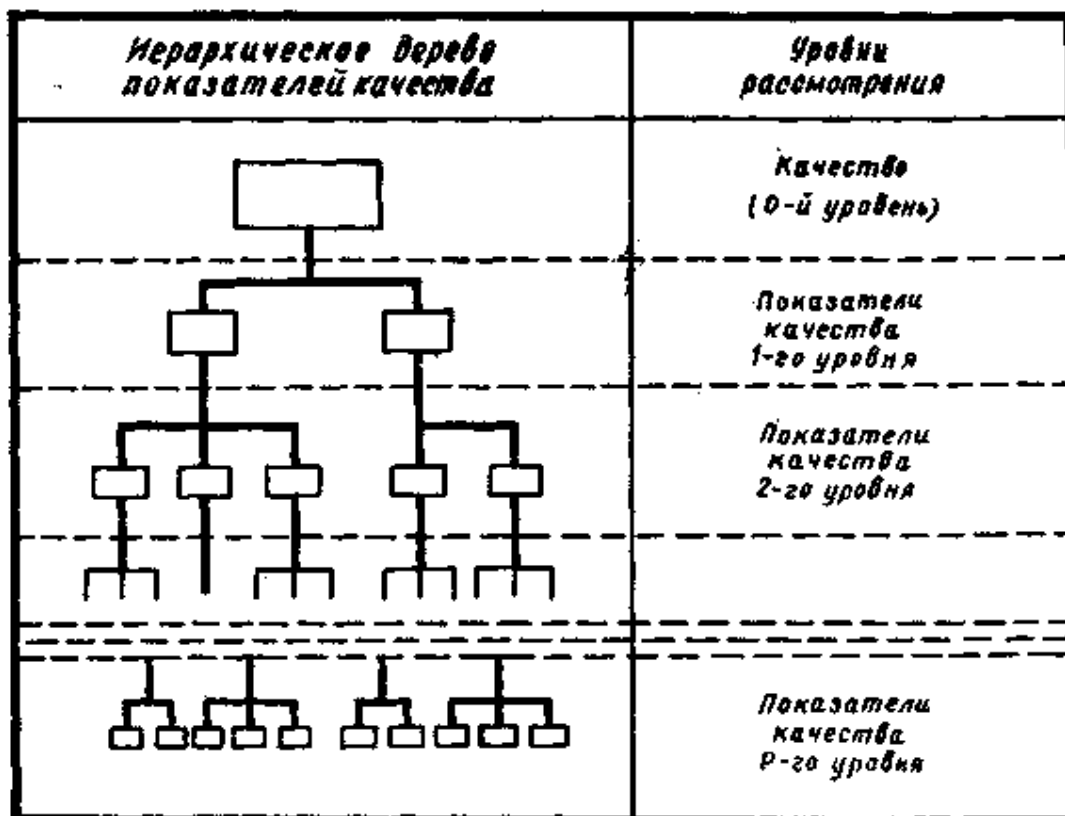 Иерархическое дерево
показателей качества
Уровни
рассмотрения
Качество
(0-й уровень)
Показатели
качества
1-го уровня
Показатели
качества
2-го уровня
Показатели
качества
P-го уровня